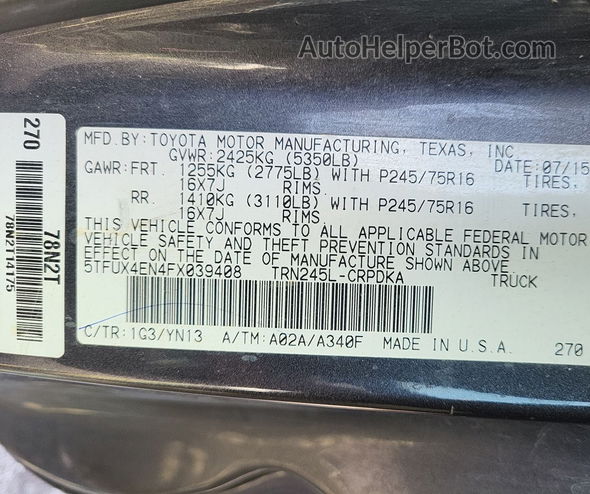 AutoHelperBot.com
270
78N2T
78N2T14175
MFD.BY:TOYOTA MOTOR MANUFACTURING, TEXAS, INC.
GVWR:2425KG (5350LB) DATE:07/15
GAWR:FRT. 1255KG (2775LB) WITH P245/75R16
16X7J RIMS, TIRES,
RR. 1410KG (3110LB) WITH P245/75R16
16X7J RIMS TIRES,
THIS VEHICLE CONFORMS TO ALL APPLICABLE FEDERAL MOTOR
VEHICLE SAFETY AND THEFT PREVENTION STANDARDS IN
EFFECT ON THE DATE OF MANUFACTURE SHOWN ABOVE.
5TFUX4EN4FX039408 TRN245L-CRPDKA TRUCK
C/TR:1G3/YN13 A/TM:A02A/A340F MADE IN U.S.A. 270